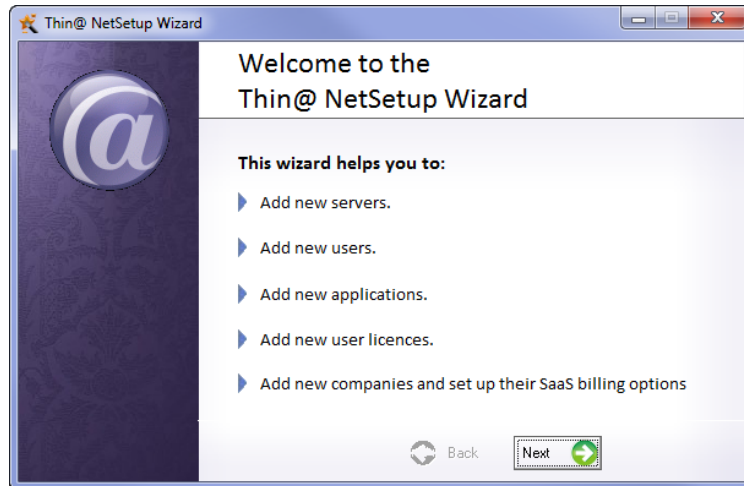 Thin@ NetSetup Wizard
Welcome to the
Thin@ NetSetup Wizard
This wizard helps you to:
Add new servers.
Add new users.
Add new applications.
Add new user licences.
Add new companies and set up their SaaS billing options
Back
Next